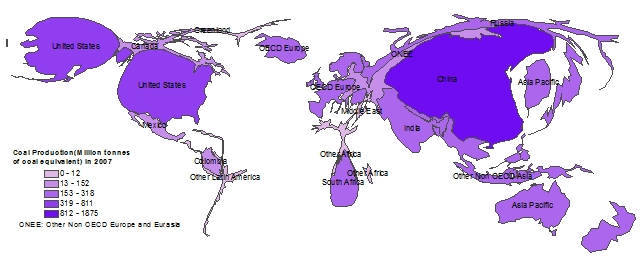 Greenland
Russia
United States
Canada
OECD Europe
ONEE
China
United States
OECD Europe
Asia Pacific
Middle East
Mexico
India
Coal Production(Million tonnes
of coal equivalent) in 2007
Other Africa
Colombia
0 - 12
Other Africa
Other Latin America
Other Non OECD Asia
13 - 152
South Africa
153 - 318
319 - 811
Asia Pacific
812 - 1875
ONEE: Other Non OECD Europe and Eurasia